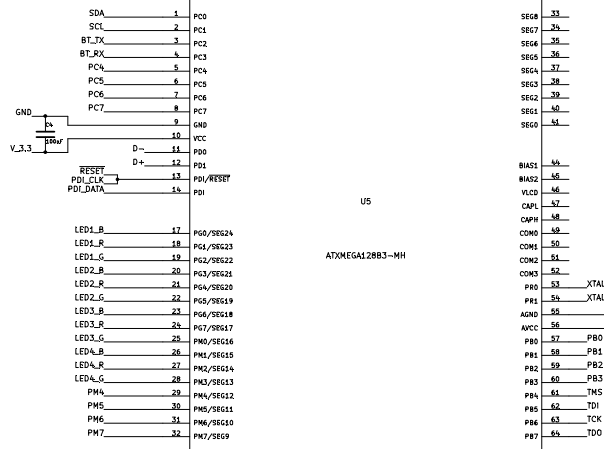 SDA 1 PC0
SCL 2 PC1
BT_TX 3 PC2
BT_RX 4 PC3
PC4 5 PC4
PC5 6 PC5
PC6 7 PC6
PC7 8 PC7
GND 9 GND
C4
100nF
V_3.3 10 VCC
D- 11 PD0
D+ 12 PD1
RESET
PDI_CLK 13 PDI/RESET
PDI_DATA 14 PDI
LED1_B 17 PG0/SEG24
LED1_R 18 PG1/SEG23
LED1_G 19 PG2/SEG22
LED2_B 20 PG3/SEG21
LED2_R 21 PG4/SEG20
LED2_G 22 PG5/SEG19
LED3_B 23 PG6/SEG18
LED3_R 24 PG7/SEG17
LED3_G 25 PM0/SEG16
LED4_B 26 PM1/SEG15
LED4_R 27 PM2/SEG14
LED4_G 28 PM3/SEG13
PM4 29 PM4/SEG12
PM5 30 PM5/SEG11
PM6 31 PM6/SEG10
PM7 32 PM7/SEG9
U5
ATXMEGA128B3-MH
SEG8 33
SEG7 34
SEG6 35
SEG5 36
SEG4 37
SEG3 38
SEG2 39
SEG1 40
SEG0 41
BIAS1 44
BIAS2 45
VLCD 46
CAPL 47
CAPH 48
COM0 49
COM1 50
COM2 51
COM3 52
PR0 53 XTAL
PR1 54 XTAL
AGND 55
AVCC 56
PB0 57 PB0
PB1 58 PB1
PB2 59 PB2
PB3 60 PB3
PB4 61 TMS
PB5 62 TDI
PB6 63 TCK
PB7 64 TDO